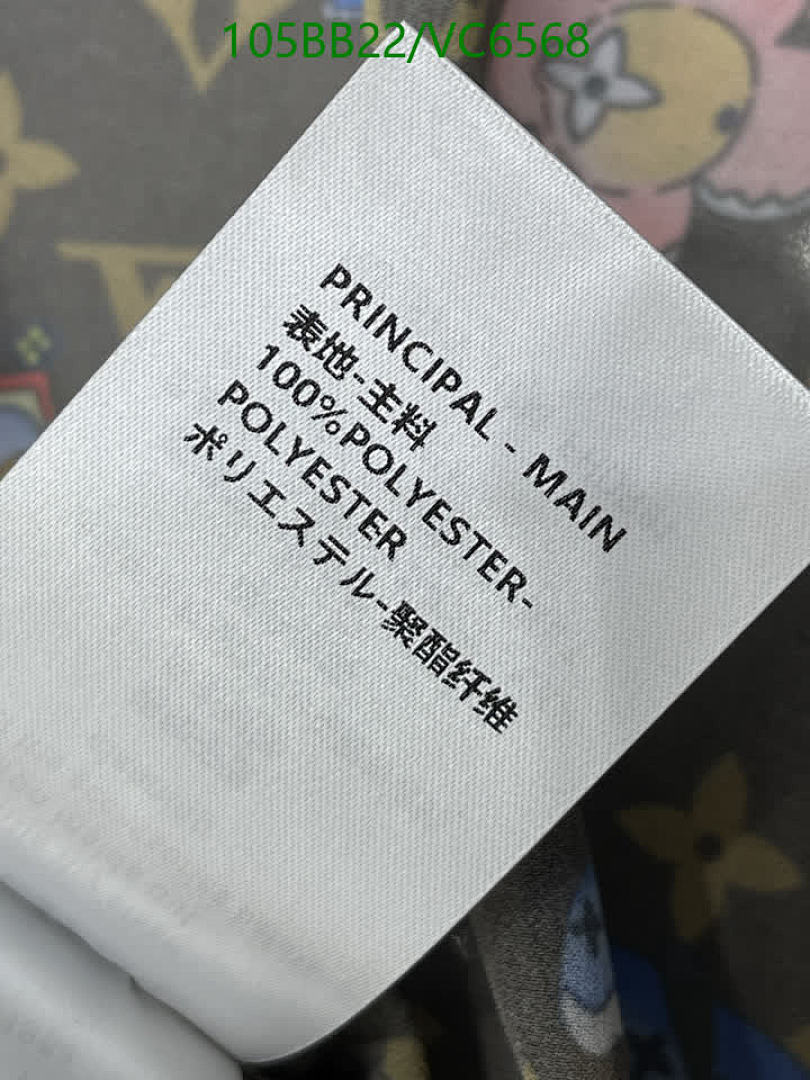 105BB22/VC6568
PRINCIPAL - MAIN
表地-主料
100%POLYESTER-
POLYESTER
ポリエステル-聚酯纤维